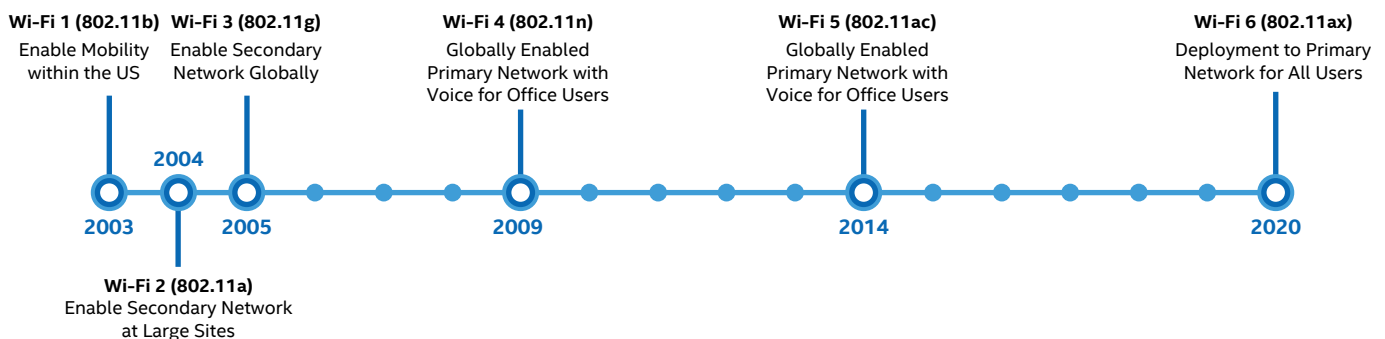 Wi-Fi 1 (802.11b)
Enable Mobility
within the US
Wi-Fi 3 (802.11g)
Enable Secondary
Network Globally
Wi-Fi 4 (802.11n)
Globally Enabled
Primary Network with
Voice for Office Users
Wi-Fi 5 (802.11ac)
Globally Enabled
Primary Network with
Voice for Office Users
Wi-Fi 6 (802.11ax)
Deployment to Primary
Network for All Users
2004
2003
2005
2009
2014
2020
Wi-Fi 2 (802.11a)
Enable Secondary Network
at Large Sites